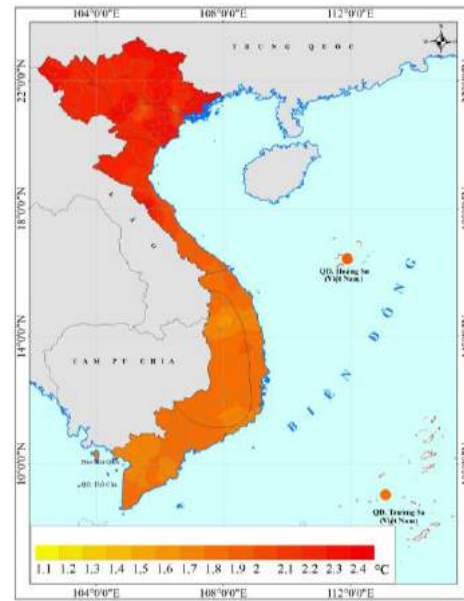 104°0'0"E 108°0'0"E 112°0'0"E
TRUNG QUỐC
22°0'0"N
18°0'0"N
LÀO
QĐ. Hoàng Sa
(Việt Nam)
BIỂN ĐÔNG
14°0'0"N
CAM PU CHIA
10°0'0"N
QĐ. Trường Sa
(Việt Nam)
1.1 1.2 1.4 1.5 1.6 1.7 1.8 1.9 2 2.1 2.2 2.3 2.4 °C
104°0'0"E 108°0'0"E 112°0'0"E